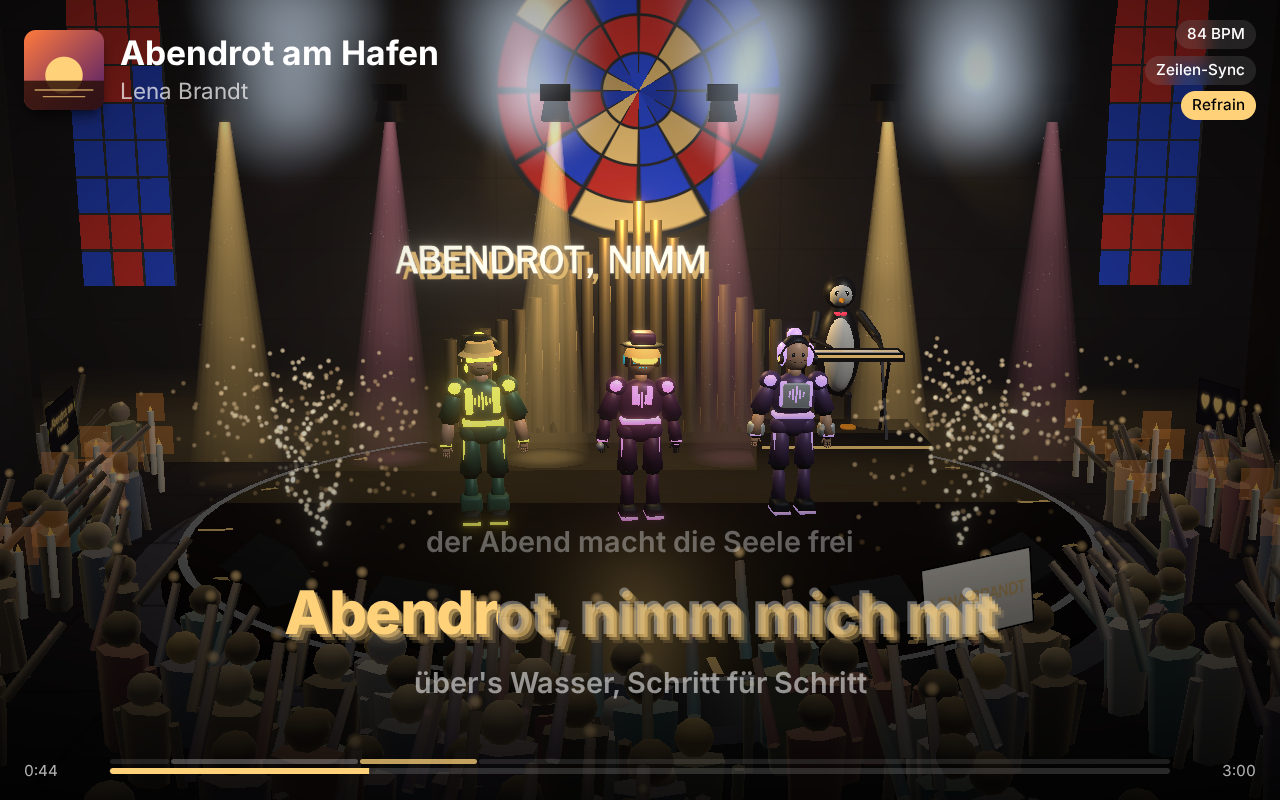 Abendrot am Hafen
Lena Brandt
84 BPM
Zeilen-Sync
Refrain
ABENDROT, NIMM
der Abend macht die Seele frei
Abendrot, nimm mich mit
über's Wasser, Schritt für Schritt
0:44
3:00